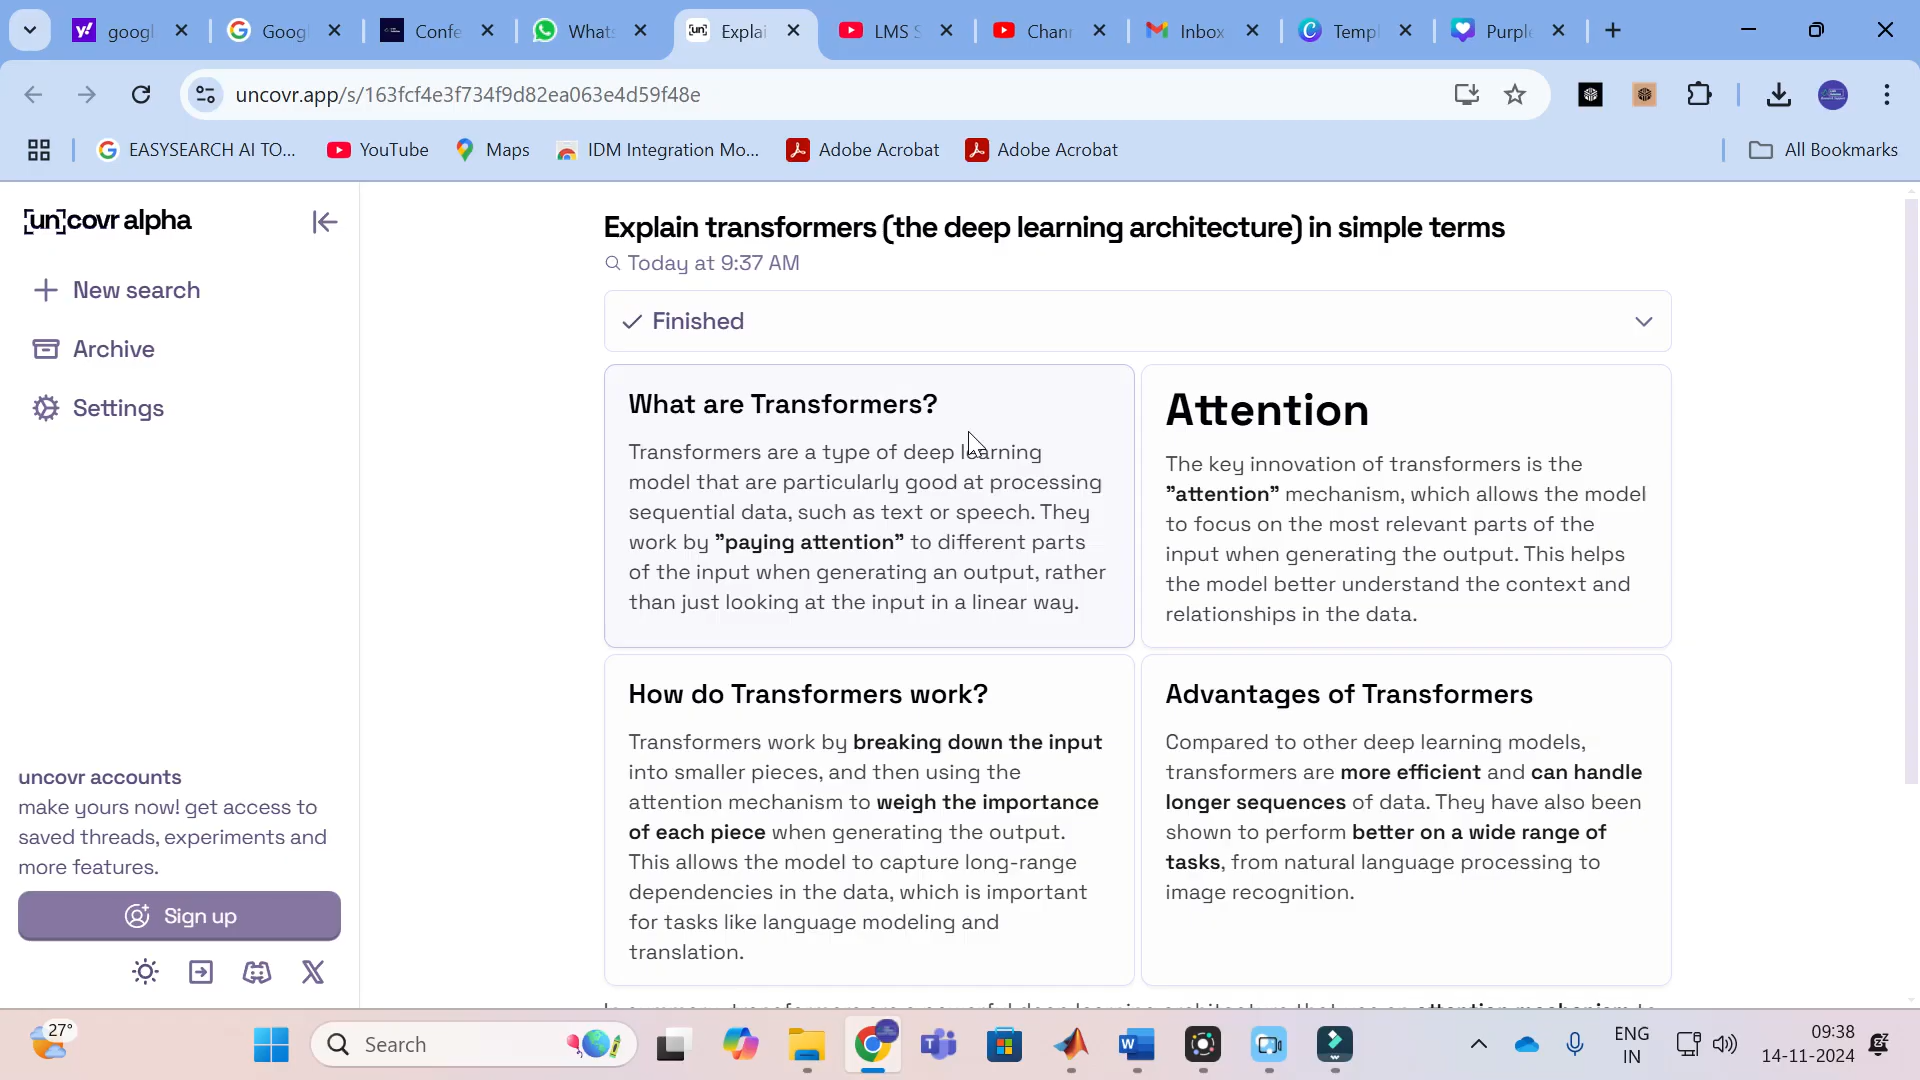 googl
Goog
Confe
What
Explai
LMS S
Chan
Inbox
Temp
Purpl
uncovr.app/s/163fcf4e3f734f9d82ea063e4d59f48e
EASYSEARCH AI TO...
YouTube
Maps
IDM Integration Mo...
Adobe Acrobat
Adobe Acrobat
All Bookmarks
[un]covr alpha
New search
Archive
Settings
uncovr accounts
make yours now! get access to
saved threads, experiments and
more features.
Sign up
Explain transformers (the deep learning architecture) in simple terms
Today at 9:37 AM
Finished
What are Transformers?
Transformers are a type of deep learning
model that are particularly good at processing
sequential data, such as text or speech. They
work by "paying attention" to different parts
of the input when generating an output, rather
than just looking at the input in a linear way.
Attention
The key innovation of transformers is the
"attention" mechanism, which allows the model
to focus on the most relevant parts of the
input when generating the output. This helps
the model better understand the context and
relationships in the data.
How do Transformers work?
Transformers work by breaking down the input
into smaller pieces, and then using the
attention mechanism to weigh the importance
of each piece when generating the output.
This allows the model to capture long-range
dependencies in the data, which is important
for tasks like language modeling and
translation.
Advantages of Transformers
Compared to other deep learning models,
transformers are more efficient and can handle
longer sequences of data. They have also been
shown to perform better on a wide range of
tasks, from natural language processing to
image recognition.
27°
Search
ENG
IN
09:38
14-11-2024